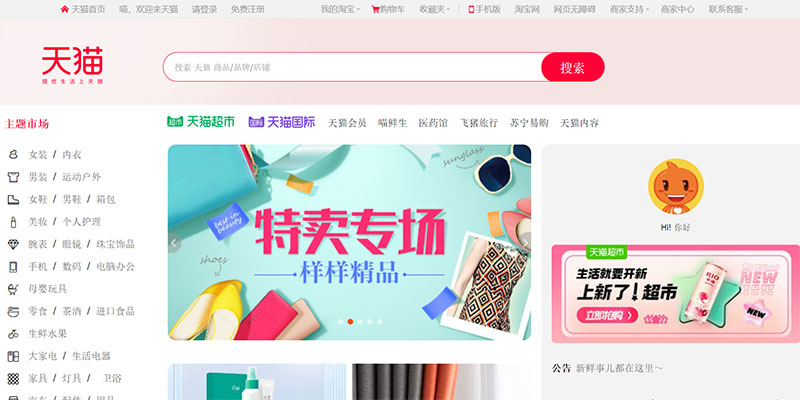 天猫首页 喵，欢迎来天猫 请登录 免费注册 我的淘宝 购物车 收藏夹 手机版 淘宝网 网页无障碍 商家支持 商家中心 联系客服
天猫
理想生活上天猫
搜索 天猫 商品/品牌/店铺
搜索
主题市场
超市 天猫超市 天猫国际 天猫会员 喵鲜生 医药馆 飞猪旅行 苏宁易购 天猫内容
女装 / 内衣
男装 / 运动户外
女鞋 / 男鞋 / 箱包
美妆 / 个人护理
腕表 / 眼镜 / 珠宝饰品
手机 / 数码 / 电脑办公
母婴玩具
零食 / 茶酒 / 进口食品
生鲜水果
大家电 / 生活电器
家具 / 灯具 / 卫浴
sunglass
best in beauty
特卖专场
shoes
样样精品
HI! 你好
天猫超市
生活就要开新
上新了!超市
立即抢购
RIO
NEW
公告 新鲜事儿都在这里～